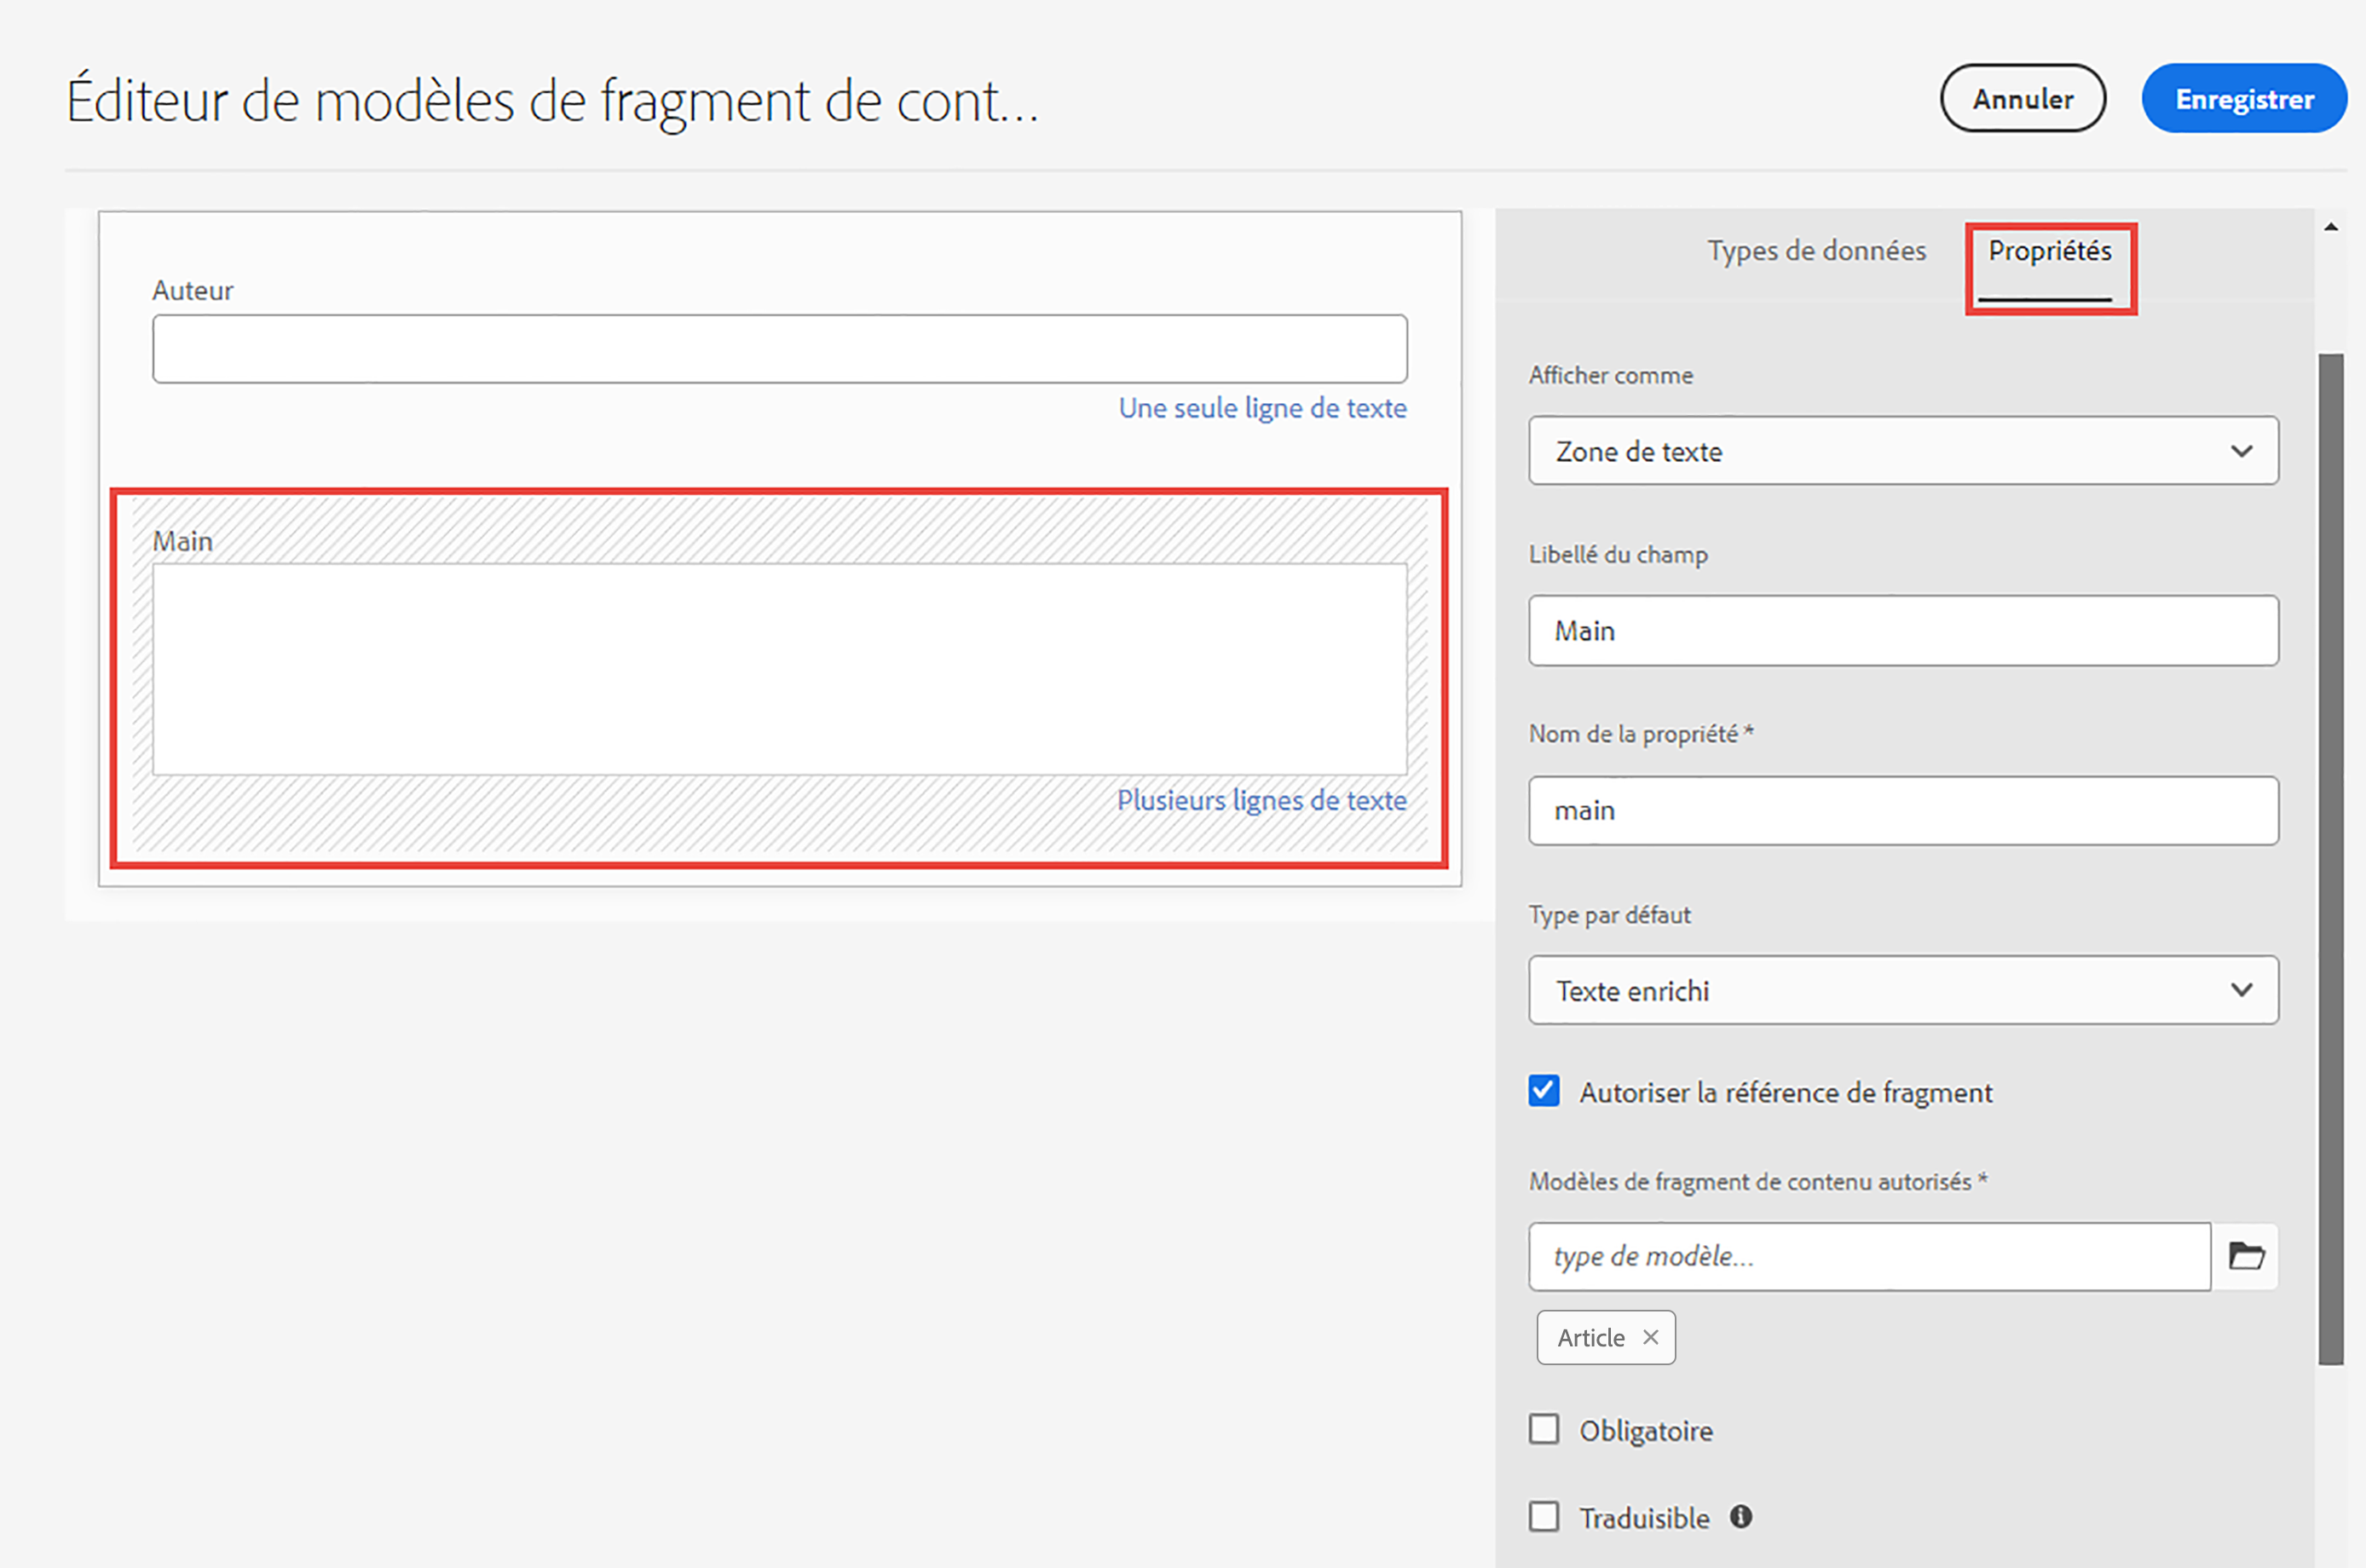 Éditeur de modèles de fragment de cont...
Annuler
Enregistrer
Auteur
Une seule ligne de texte
Main
Plusieurs lignes de texte
Types de données
Propriétés
Afficher comme
Zone de texte
Libellé du champ
Main
Nom de la propriété *
main
Type par défaut
Texte enrichi
Autoriser la référence de fragment
Modèles de fragment de contenu autorisés *
type de modèle...
Article
Obligatoire
Traduisible